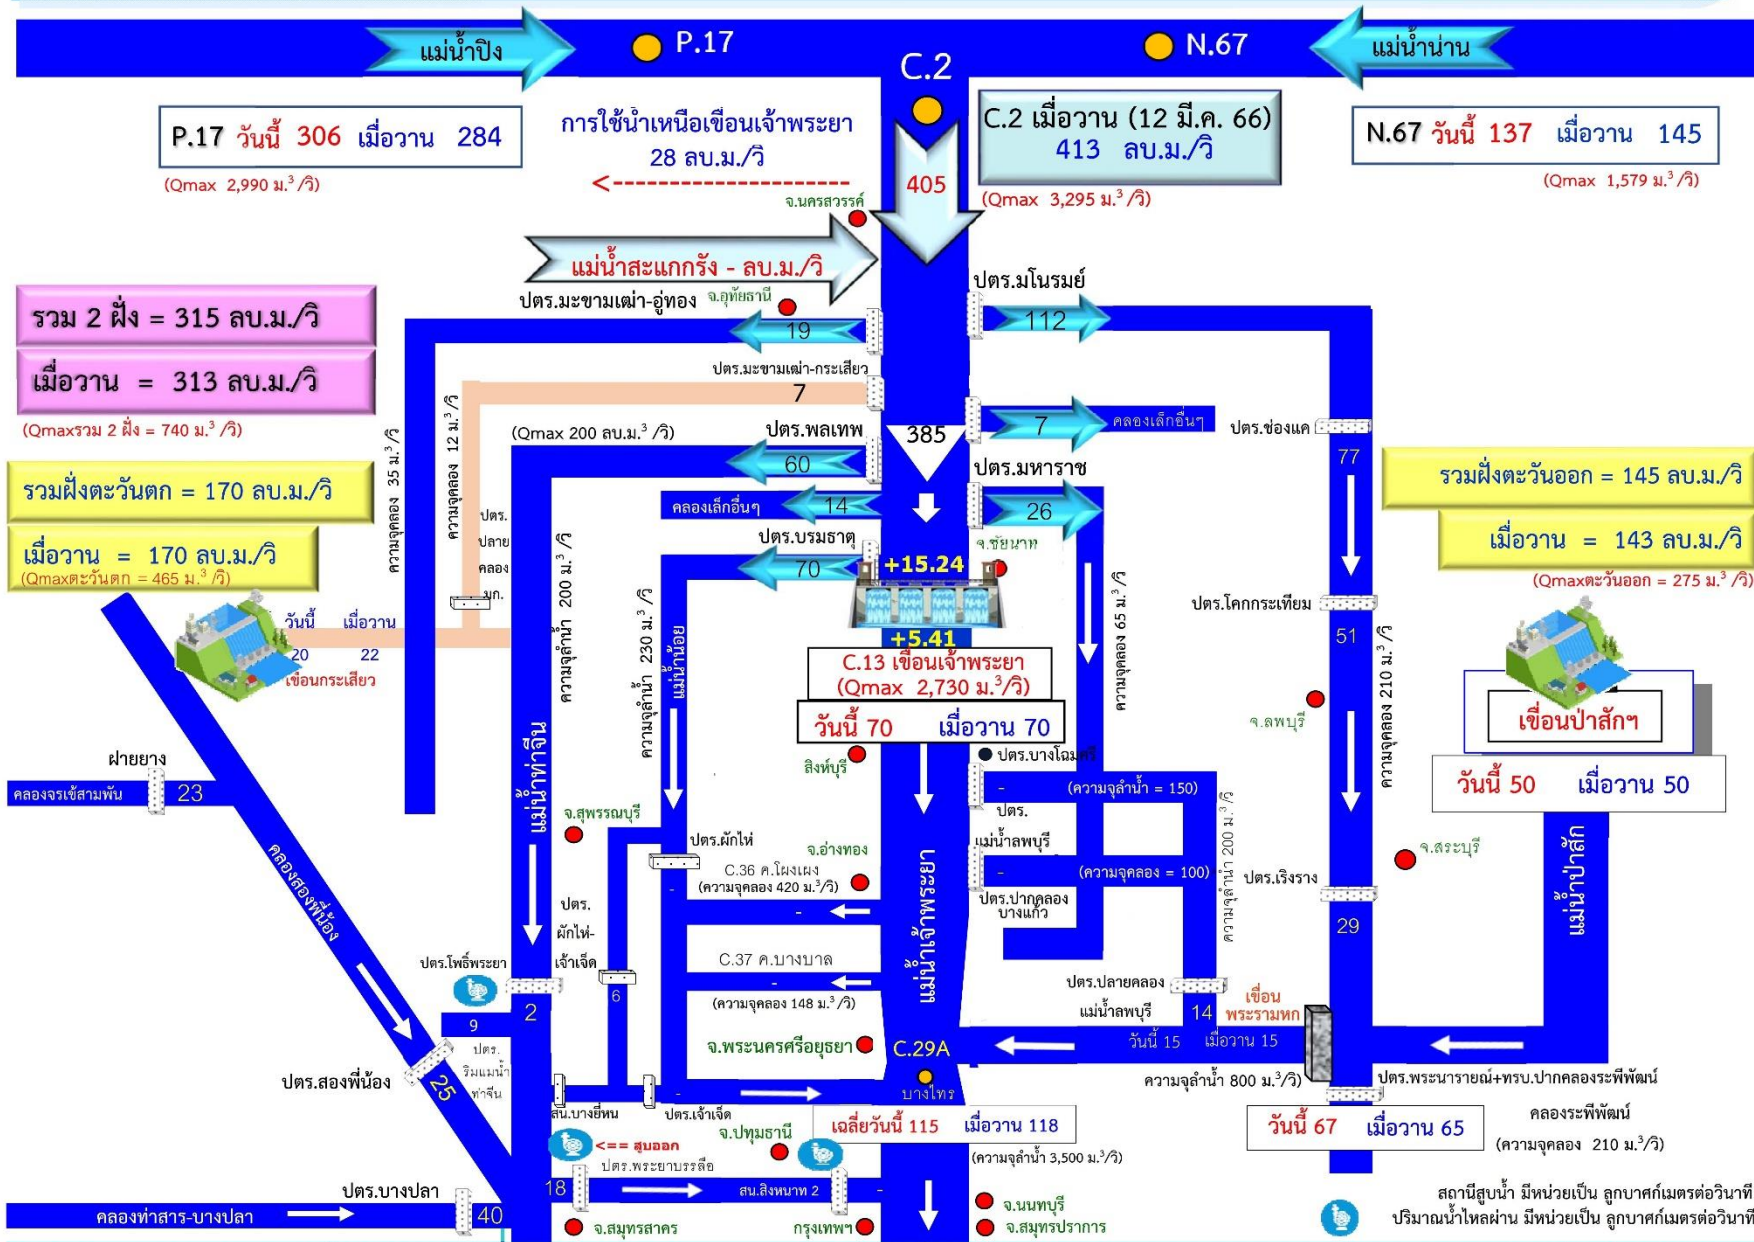 แม่น้ำปิง
P.17
C.2
N.67
แม่น้ำน่าน
P.17 วันนี้ 306 เมื่อวาน 284
(Qmax 2,990 ม.³/วิ)
การใช้น้ำเหนือเขื่อนเจ้าพระยา
28 ลบ.ม./วิ
<--------------------
จ.นครสวรรค์
405
C.2 เมื่อวาน (12 มี.ค. 66)
413 ลบ.ม./วิ
(Qmax 3,295 ม.³/วิ)
N.67 วันนี้ 137 เมื่อวาน 145
(Qmax 1,579 ม.³/วิ)
แม่น้ำสะแกกรัง - ลบ.ม./วิ
รวม 2 ฝั่ง = 315 ลบ.ม./วิ
เมื่อวาน = 313 ลบ.ม./วิ
(Qmaxรวม 2 ฝั่ง = 740 ม.³/วิ)
ปตร.มะขามเฒ่า-อู่ทอง
จ.อุทัยธานี
19
ปตร.มโนรมย์
112
ปตร.มะขามเฒ่า-กระเสียว
7
7
คลองเล็กอื่นๆ
ปตร.ช่องแค
77
(Qmax 200 ลบ.ม.³/วิ)
ปตร.พลเทพ
60
385
ปตร.มหาราช
26
คลองเล็กอื่นๆ
14
ความจุคลอง 35 ม.³/วิ
ความจุคลอง 12 ม.³/วิ
รวมฝั่งตะวันตก = 170 ลบ.ม./วิ
เมื่อวาน = 170 ลบ.ม./วิ
(Qmaxตะวันตก = 465 ม.³/วิ)
รวมฝั่งตะวันออก = 145 ลบ.ม./วิ
เมื่อวาน = 143 ลบ.ม./วิ
(Qmaxตะวันออก = 275 ม.³/วิ)
ปตร.
ปลาย
คลอง
มก.
ปตร.บรมธาตุ
70
จ.ชัยนาท
+15.24
+5.41
C.13 เขื่อนเจ้าพระยา
(Qmax 2,730 ม.³/วิ)
วันนี้ 70 เมื่อวาน 70
ความจุลำน้ำ 200 ม.³/วิ
ความจุลำน้ำ 230 ม.³/วิ
แม่น้ำน้อย
ความจุคลอง 65 ม.³/วิ
ปตร.โคกกระเทียม
51
ความจุคลอง 210 ม.³/วิ
วันนี้ เมื่อวาน
20 22
เขื่อนกระเสียว
เขื่อนป่าสักฯ
วันนี้ 50 เมื่อวาน 50
จ.ลพบุรี
แม่น้ำท่าจีน
สิงห์บุรี
ปตร.บางโฉมศรี
-
(ความจุลำน้ำ = 150)
ปตร.
แม่น้ำลพบุรี
-
(ความจุคลอง = 100)
ปตร.ปากคลอง
บางแก้ว
ความจุลำน้ำ 200 ม.³/วิ
ฝายยาง
คลองจรเข้สามพัน
23
คลองสองพี่น้อง
จ.สุพรรณบุรี
ปตร.ผักไห่
-
จ.อ่างทอง
C.36 ค.โผงเผง
(ความจุคลอง 420 ม.³/วิ)
-
แม่น้ำเจ้าพระยา
จ.สระบุรี
ปตร.เริงราง
29
แม่น้ำป่าสัก
ปตร.
ผักไห่-
เจ้าเจ็ด
6
C.37 ค.บางบาล
-
(ความจุคลอง 148 ม.³/วิ)
ปตร.โพธิ์พระยา
2
9
ปตร.
ริมแม่น้ำ
ท่าจีน
ปตร.ปลายคลอง
แม่น้ำลพบุรี
14
เขื่อน
พระรามหก
วันนี้ 15 เมื่อวาน 15
ความจุลำน้ำ 800 ม.³/วิ)
จ.พระนครศรีอยุธยา
C.29A
บางไทร
ปตร.สองพี่น้อง
25
สน.บางยี่หน
-
ปตร.เจ้าเจ็ด
เฉลี่ยวันนี้ 115 เมื่อวาน 118
(ความจุลำน้ำ 3,500 ม.³/วิ)
ปตร.พระนารายณ์+ทรบ.ปากคลองระพีพัฒน์
วันนี้ 67 เมื่อวาน 65
คลองระพีพัฒน์
(ความจุคลอง 210 ม.³/วิ)
<== สูบออก
จ.ปทุมธานี
ปตร.พระยาบรรลือ
18
สน.สิงหนาท 2
-
ปตร.บางปลา
คลองท่าสาร-บางปลา
40
จ.สมุทรสาคร
กรุงเทพฯ
จ.นนทบุรี
จ.สมุทรปราการ
สถานีสูบน้ำ มีหน่วยเป็น ลูกบาศก์เมตรต่อวินาที
ปริมาณน้ำไหลผ่าน มีหน่วยเป็น ลูกบาศก์เมตรต่อวินาที